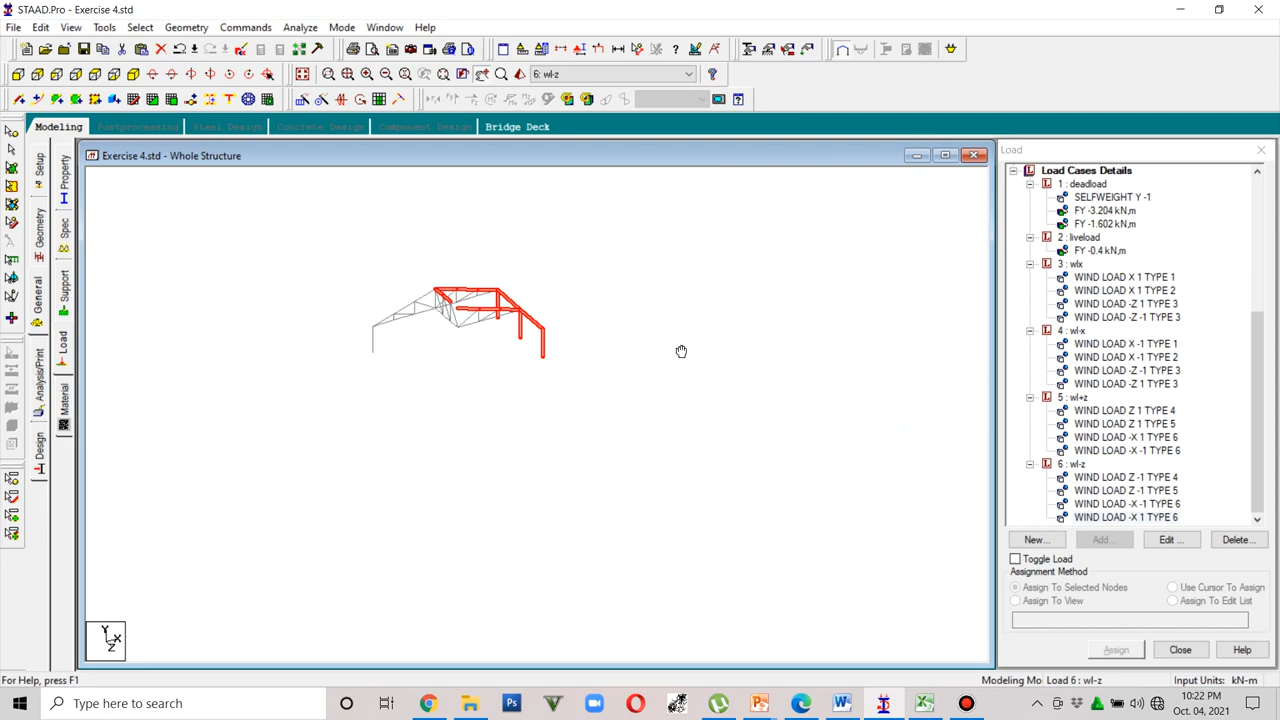 STAAD.Pro - Exercise 4.std
File Edit View Tools Select Geometry Commands Analyze Mode Window Help
6: wl-z
Modeling Postprocessing Steel Design Concrete Design Component Design Bridge Deck
Exercise 4.std - Whole Structure
Setup
Geometry
General
Analysis/Print
Design
Property
Spec
Support
Load
Material
Y
X
Z
Load
Load Cases Details
1 : deadload
SELFWEIGHT Y -1
FY -3.204 kN,m
FY -1.602 kN,m
2 : liveload
FY -0.4 kN,m
3 : wlx
WIND LOAD X 1 TYPE 1
WIND LOAD X 1 TYPE 2
WIND LOAD -Z 1 TYPE 3
WIND LOAD -Z 1 TYPE 3
4 : wl-x
WIND LOAD X -1 TYPE 1
WIND LOAD X -1 TYPE 2
WIND LOAD -Z -1 TYPE 3
WIND LOAD -Z 1 TYPE 3
5 : wl+z
WIND LOAD Z 1 TYPE 4
WIND LOAD Z 1 TYPE 5
WIND LOAD -X 1 TYPE 6
WIND LOAD -X -1 TYPE 6
6 : wl-z
WIND LOAD Z -1 TYPE 4
WIND LOAD Z -1 TYPE 5
WIND LOAD -X -1 TYPE 6
WIND LOAD -X 1 TYPE 6
New... Add... Edit ... Delete...
Toggle Load
Assignment Method
Assign To Selected Nodes Use Cursor To Assign
Assign To View Assign To Edit List
Assign Close Help
For Help, press F1
Modeling Mo Load 6 : wl-z Input Units: kN-m
Type here to search
10:22 PM
Oct. 04, 2021